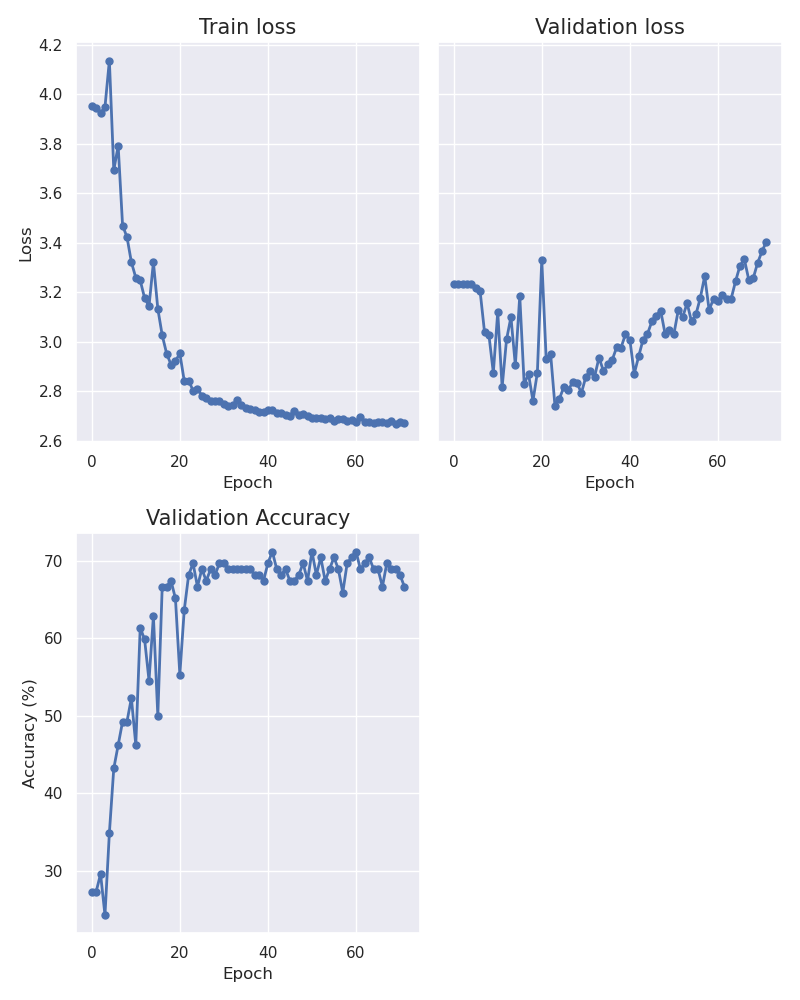 Train loss
Validation loss
4.2
4.0
3.8
3.6
3.4
3.2
3.0
2.8
2.6
Loss
0 20 40 60
0 20 40 60
Epoch
Epoch
Validation Accuracy
70
60
50
40
30
Accuracy (%)
0 20 40 60
Epoch